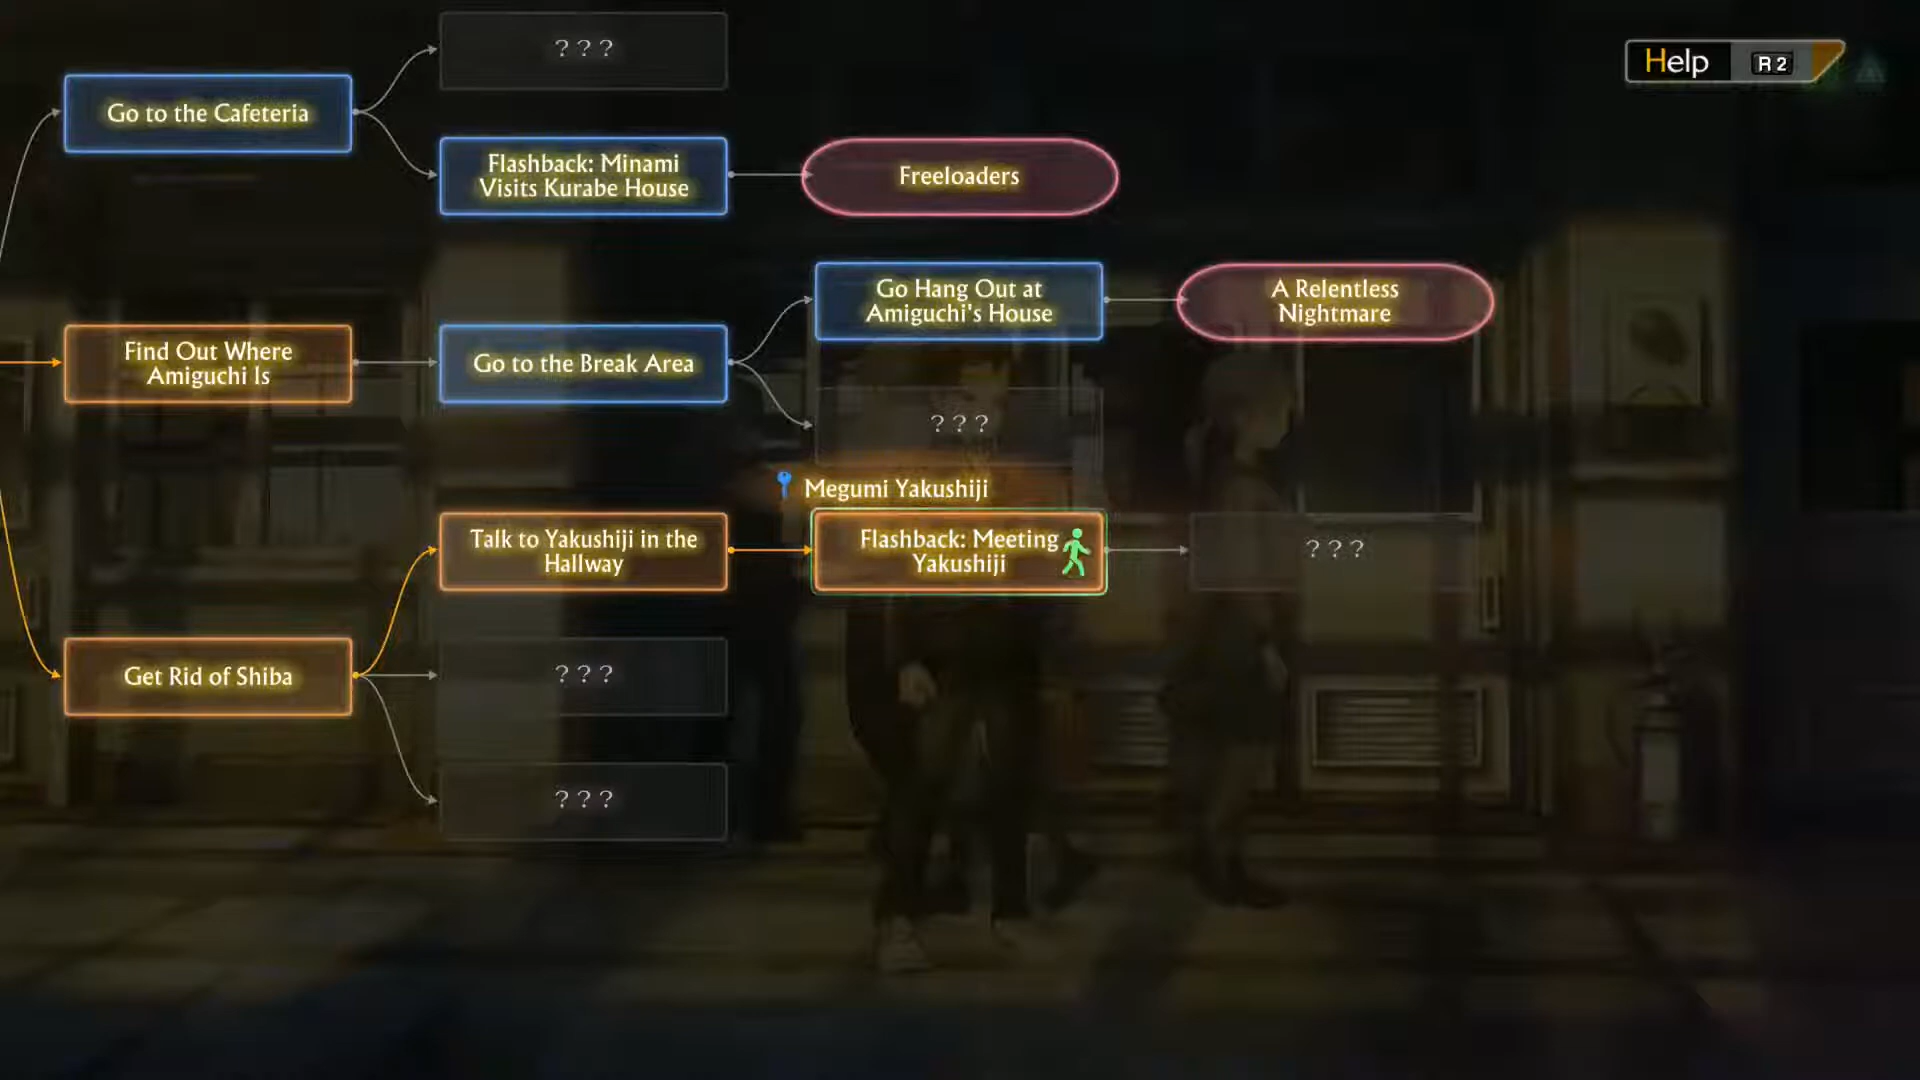 ? ? ?
Help R2
Go to the Cafeteria
Flashback: Minami
Visits Kurabe House
Freeloaders
Go Hang Out at
Amiguchi's House
A Relentless
Nightmare
Find Out Where
Amiguchi Is
Go to the Break Area
? ? ?
Megumi Yakushiji
Talk to Yakushiji in the
Hallway
Flashback: Meeting
Yakushiji
? ? ?
Get Rid of Shiba
? ? ?
? ? ?